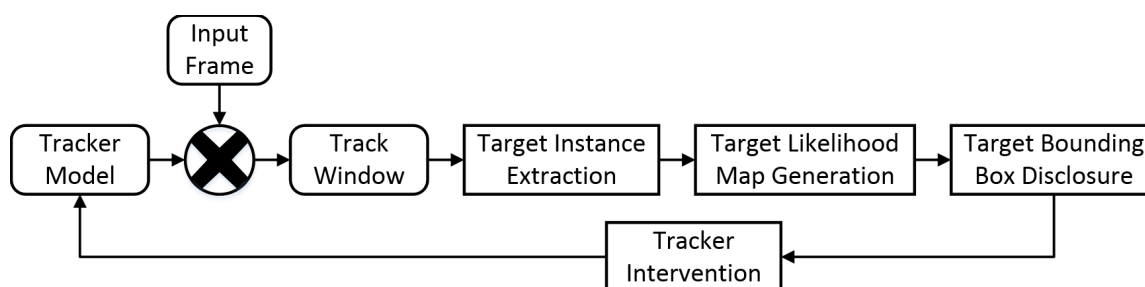 Input
Frame
Tracker
Model
Track
Window
Target Instance
Extraction
Target Likelihood
Map Generation
Target Bounding
Box Disclosure
Tracker
Intervention